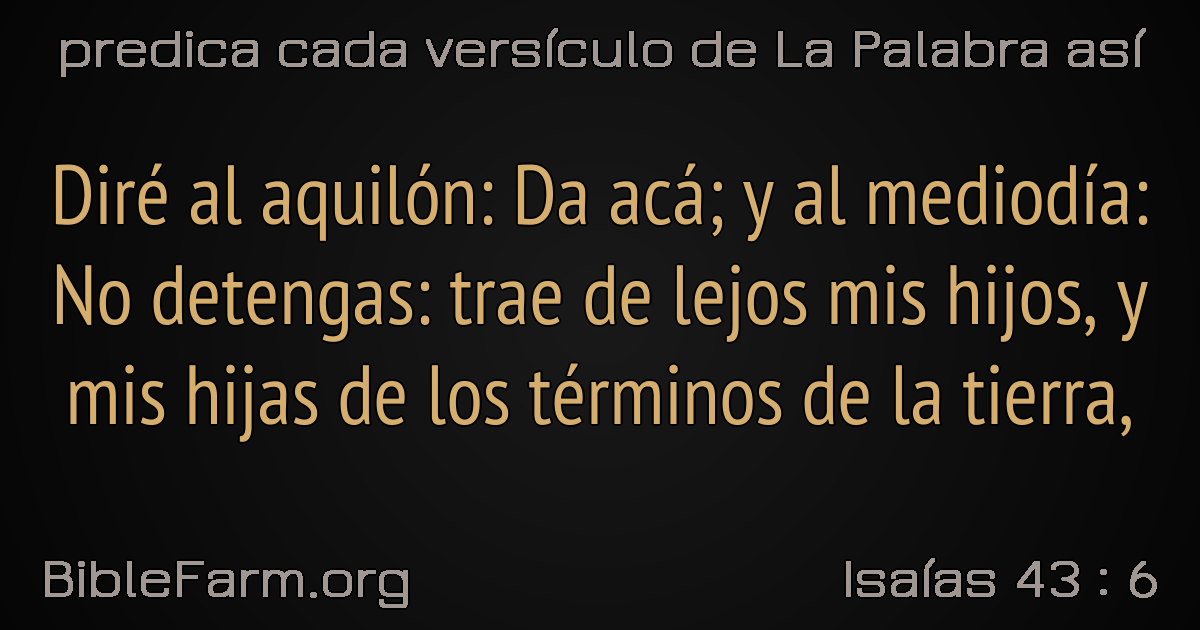 predica cada versículo de La Palabra así
Diré al aquilón: Da acá; y al mediodía:
No detengas: trae de lejos mis hijos, y
mis hijas de los términos de la tierra,
BibleFarm.org
Isaías 43 : 6